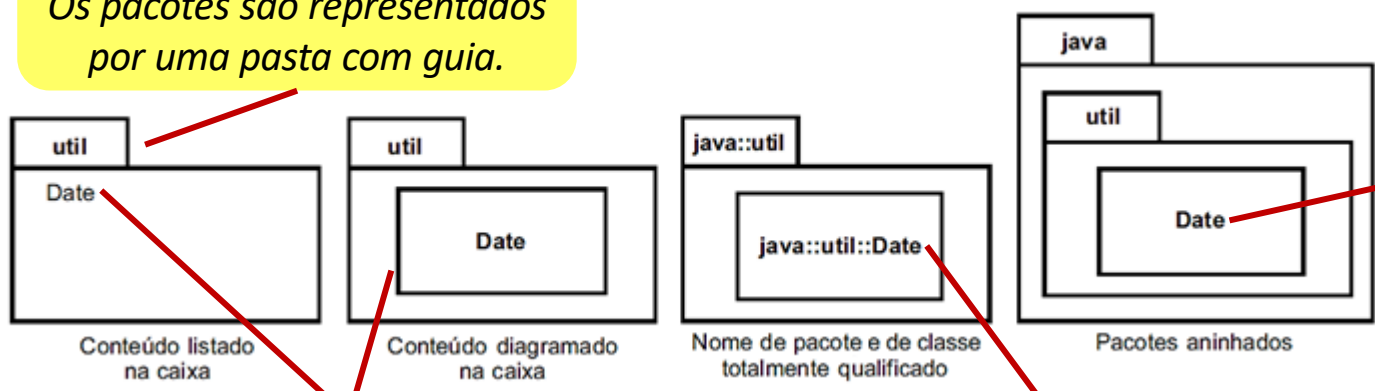 Os pacotes são representados
por uma pasta com guia.
util
Date
Conteúdo listado
na caixa
util
Date
Conteúdo diagramado
na caixa
java::util
java::util::Date
Nome de pacote e de classe
totalmente qualificado
java
util
Date
Pacotes aninhados